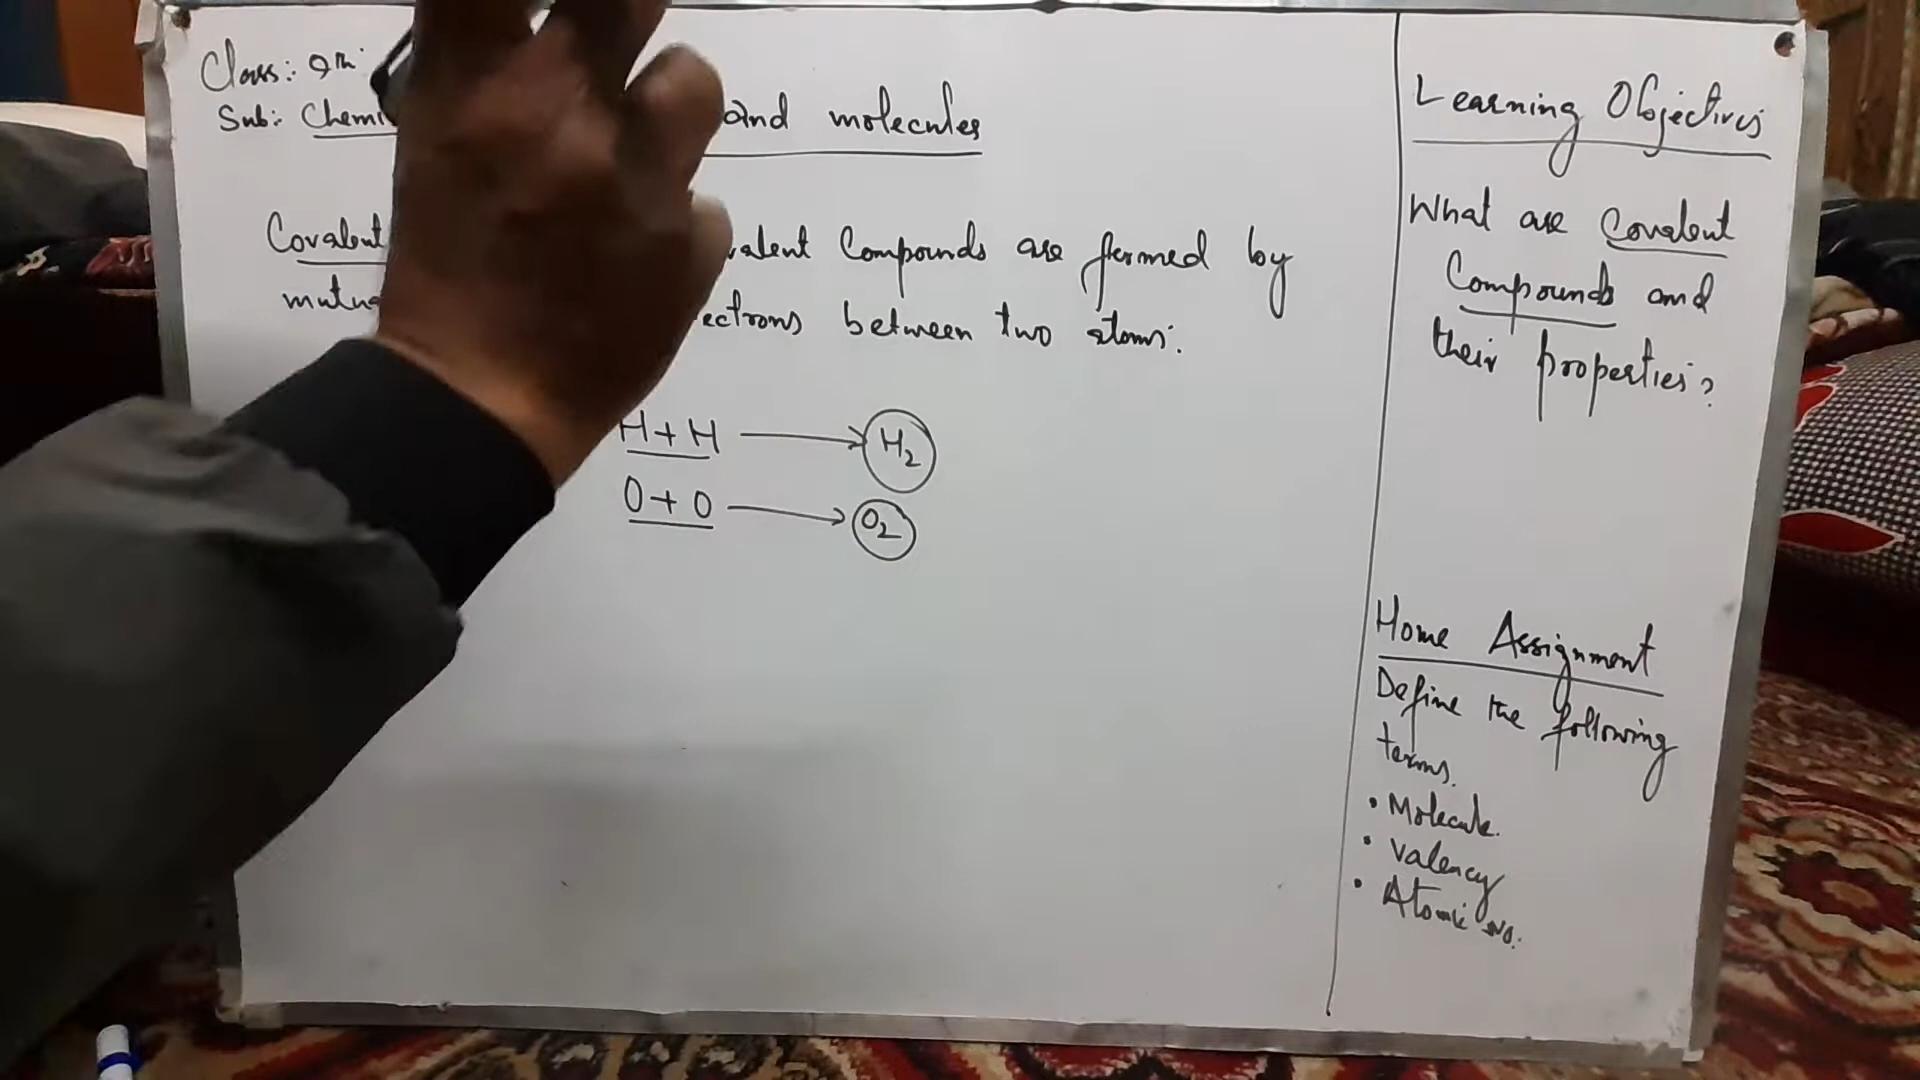 Class: 9th
Sub: Chemi
and molecules
Covalent valent Compounds are formed by
mutua ectrons between two atoms.
H + H → H2
O + O → O2
Learning Objectives
What are Covalent
Compounds and
their properties?
Home Assignment
Define the following
terms.
• Molecule.
• Valency
• Atomic No.